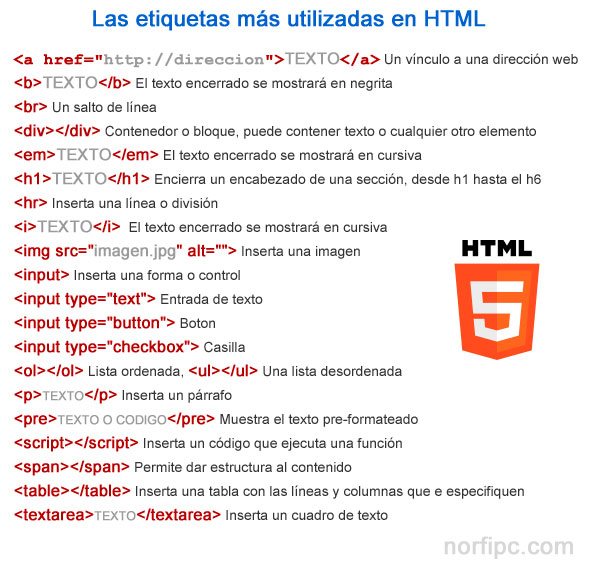 Las etiquetas más utilizadas en HTML
<a href="http://direccion">TEXTO</a> Un vínculo a una dirección web
<b>TEXTO</b> El texto encerrado se mostrará en negrita
<br> Un salto de línea
<div></div> Contenedor o bloque, puede contener texto o cualquier otro elemento
<em>TEXTO</em> El texto encerrado se mostrará en cursiva
<h1>TEXTO</h1> Encierra un encabezado de una sección, desde h1 hasta el h6
<hr> Inserta una línea o división
<i>TEXTO</i> El texto encerrado se mostrará en cursiva
<img src="imagen.jpg" alt=""> Inserta una imagen
<input> Inserta una forma o control
<input type="text"> Entrada de texto
<input type="button"> Boton
<input type="checkbox"> Casilla
<ol></ol> Lista ordenada, <ul></ul> Una lista desordenada
<p>TEXTO</p> Inserta un párrafo
<pre>TEXTO O CODIGO</pre> Muestra el texto pre-formateado
<script></script> Inserta un código que ejecuta una función
<span></span> Permite dar estructura al contenido
<table></table> Inserta una tabla con las líneas y columnas que e especifiquen
<textarea>TEXTO</textarea> Inserta un cuadro de texto
HTML
5
norfipc.com